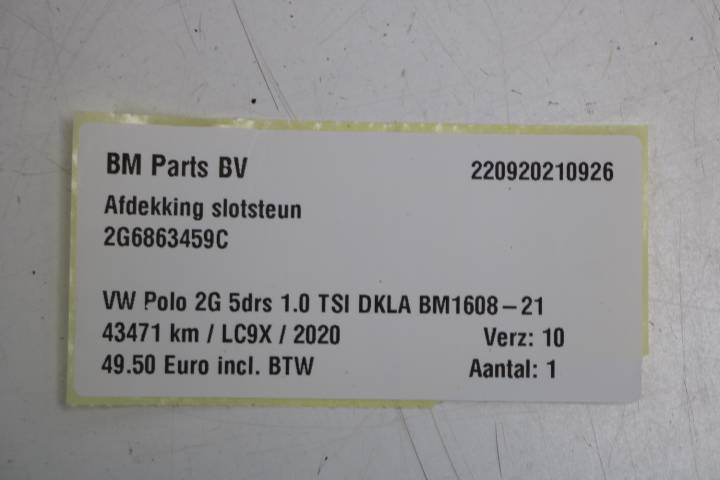 BM Parts BV 220920210926
Afdekking slotsteun
2G6863459C
VW Polo 2G 5drs 1.0 TSI DKLA BM1608-21
43471 km / LC9X / 2020 Verz: 10
49.50 Euro incl. BTW Aantal: 1